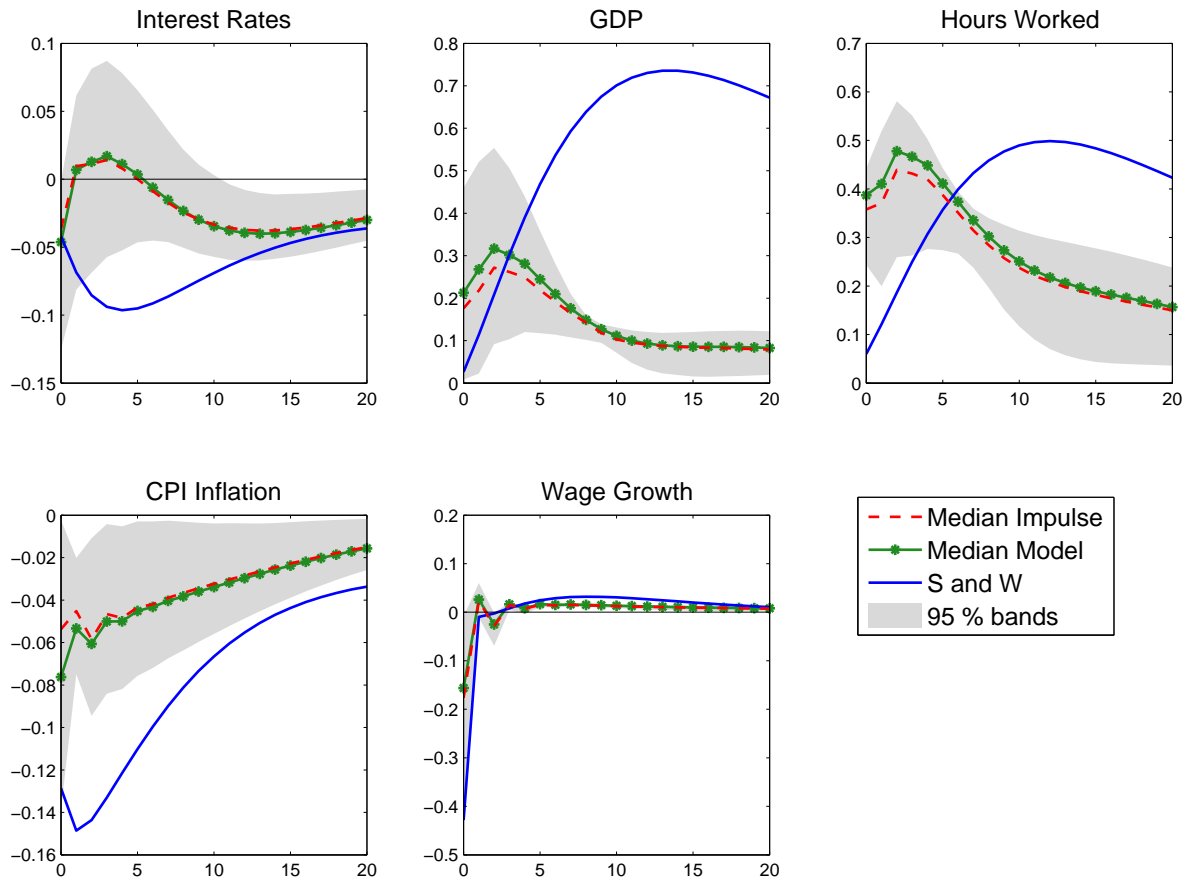 Interest Rates
0.1
0.05
0
−0.05
−0.1
−0.15
0 5 10 15 20
GDP
0.8
0.7
0.6
0.5
0.4
0.3
0.2
0.1
0
0 5 10 15 20
Hours Worked
0.7
0.6
0.5
0.4
0.3
0.2
0.1
0
0 5 10 15 20
CPI Inflation
0
−0.02
−0.04
−0.06
−0.08
−0.1
−0.12
−0.14
−0.16
0 5 10 15 20
Wage Growth
0.2
0.1
0
−0.1
−0.2
−0.3
−0.4
−0.5
0 5 10 15 20
Median Impulse
Median Model
S and W
95 % bands